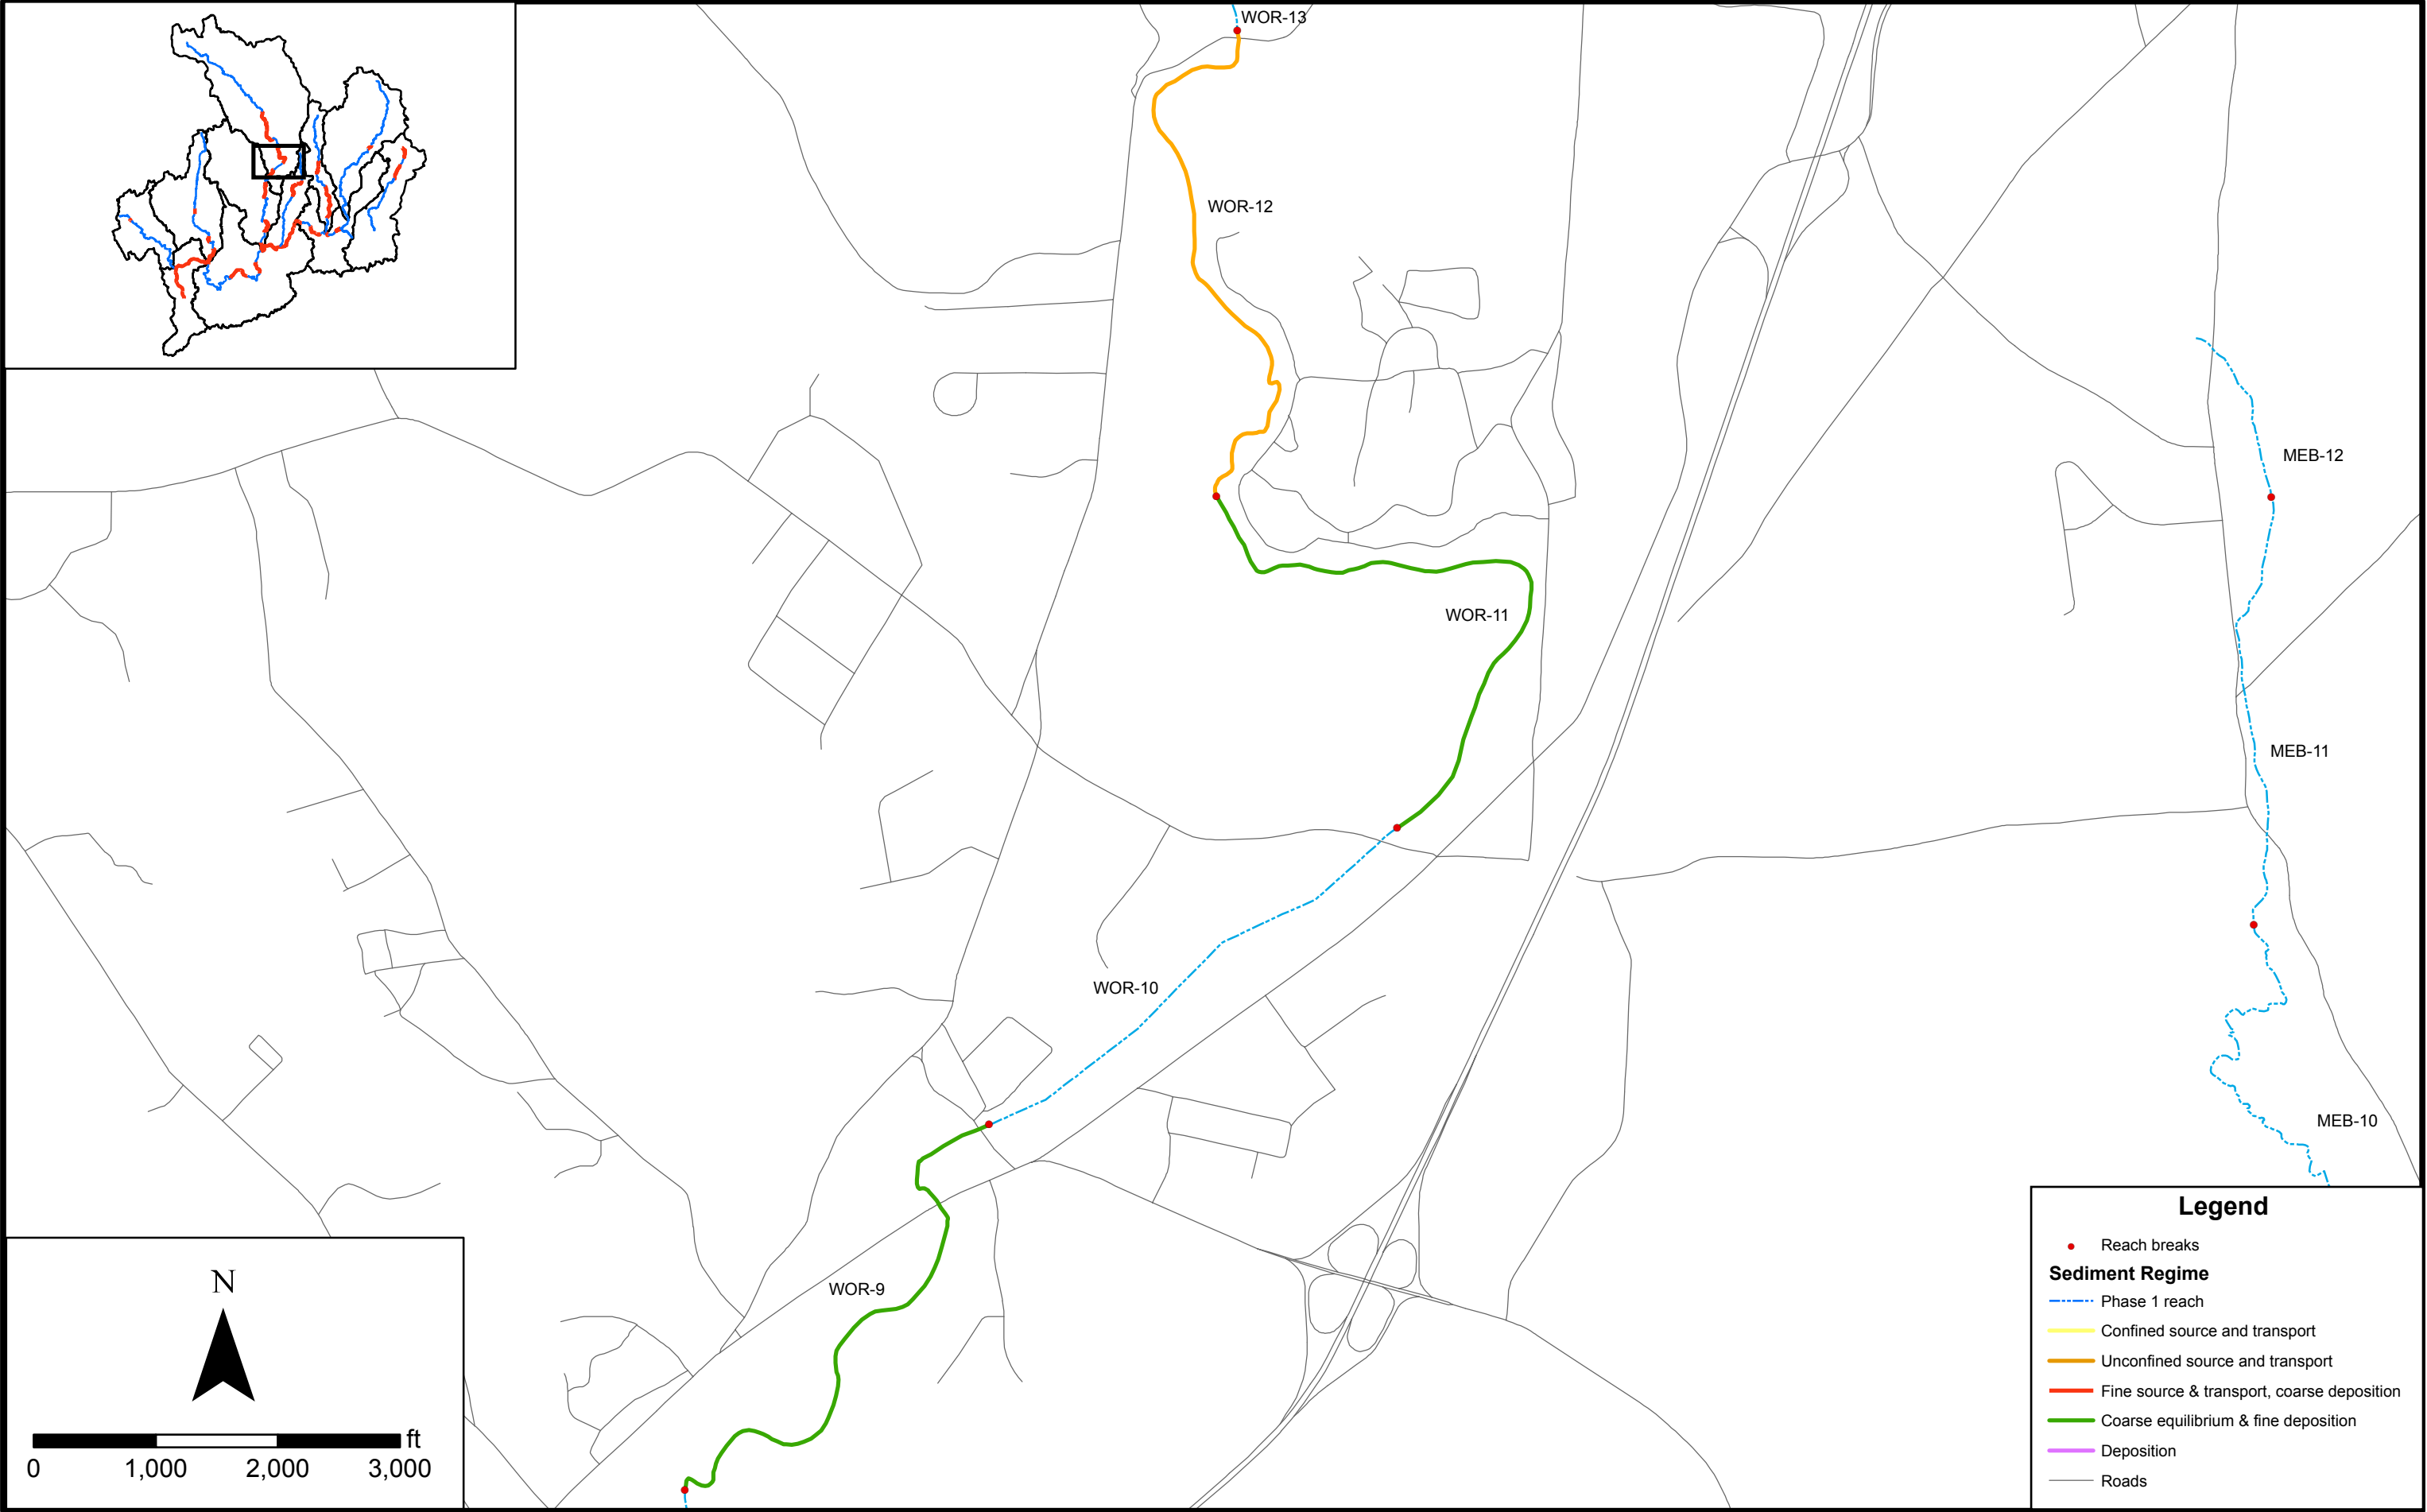 WOR-13
WOR-12
MEB-12
WOR-11
MEB-11
WOR-10
MEB-10
WOR-9
N
ft
0 1,000 2,000 3,000
Legend
Reach breaks
Sediment Regime
Phase 1 reach
Confined source and transport
Unconfined source and transport
Fine source & transport, coarse deposition
Coarse equilibrium & fine deposition
Deposition
Roads